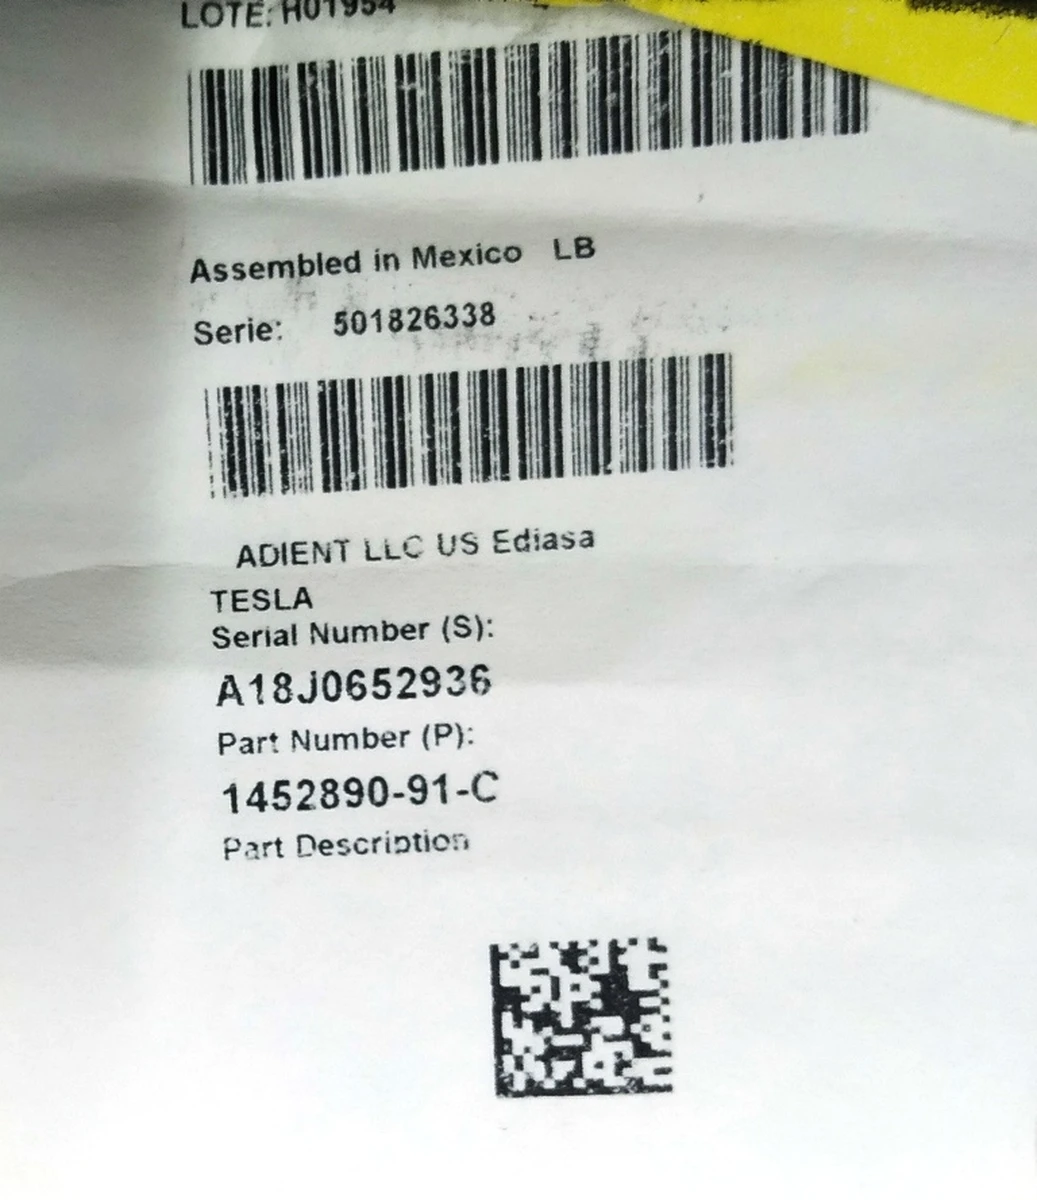 LOTE: H01954
Assembled in Mexico LB
Serie: 501826338
ADIENT LLC US Ediasa
TESLA
Serial Number (S):
A18J0652936
Part Number (P):
1452890-91-C
Part Description